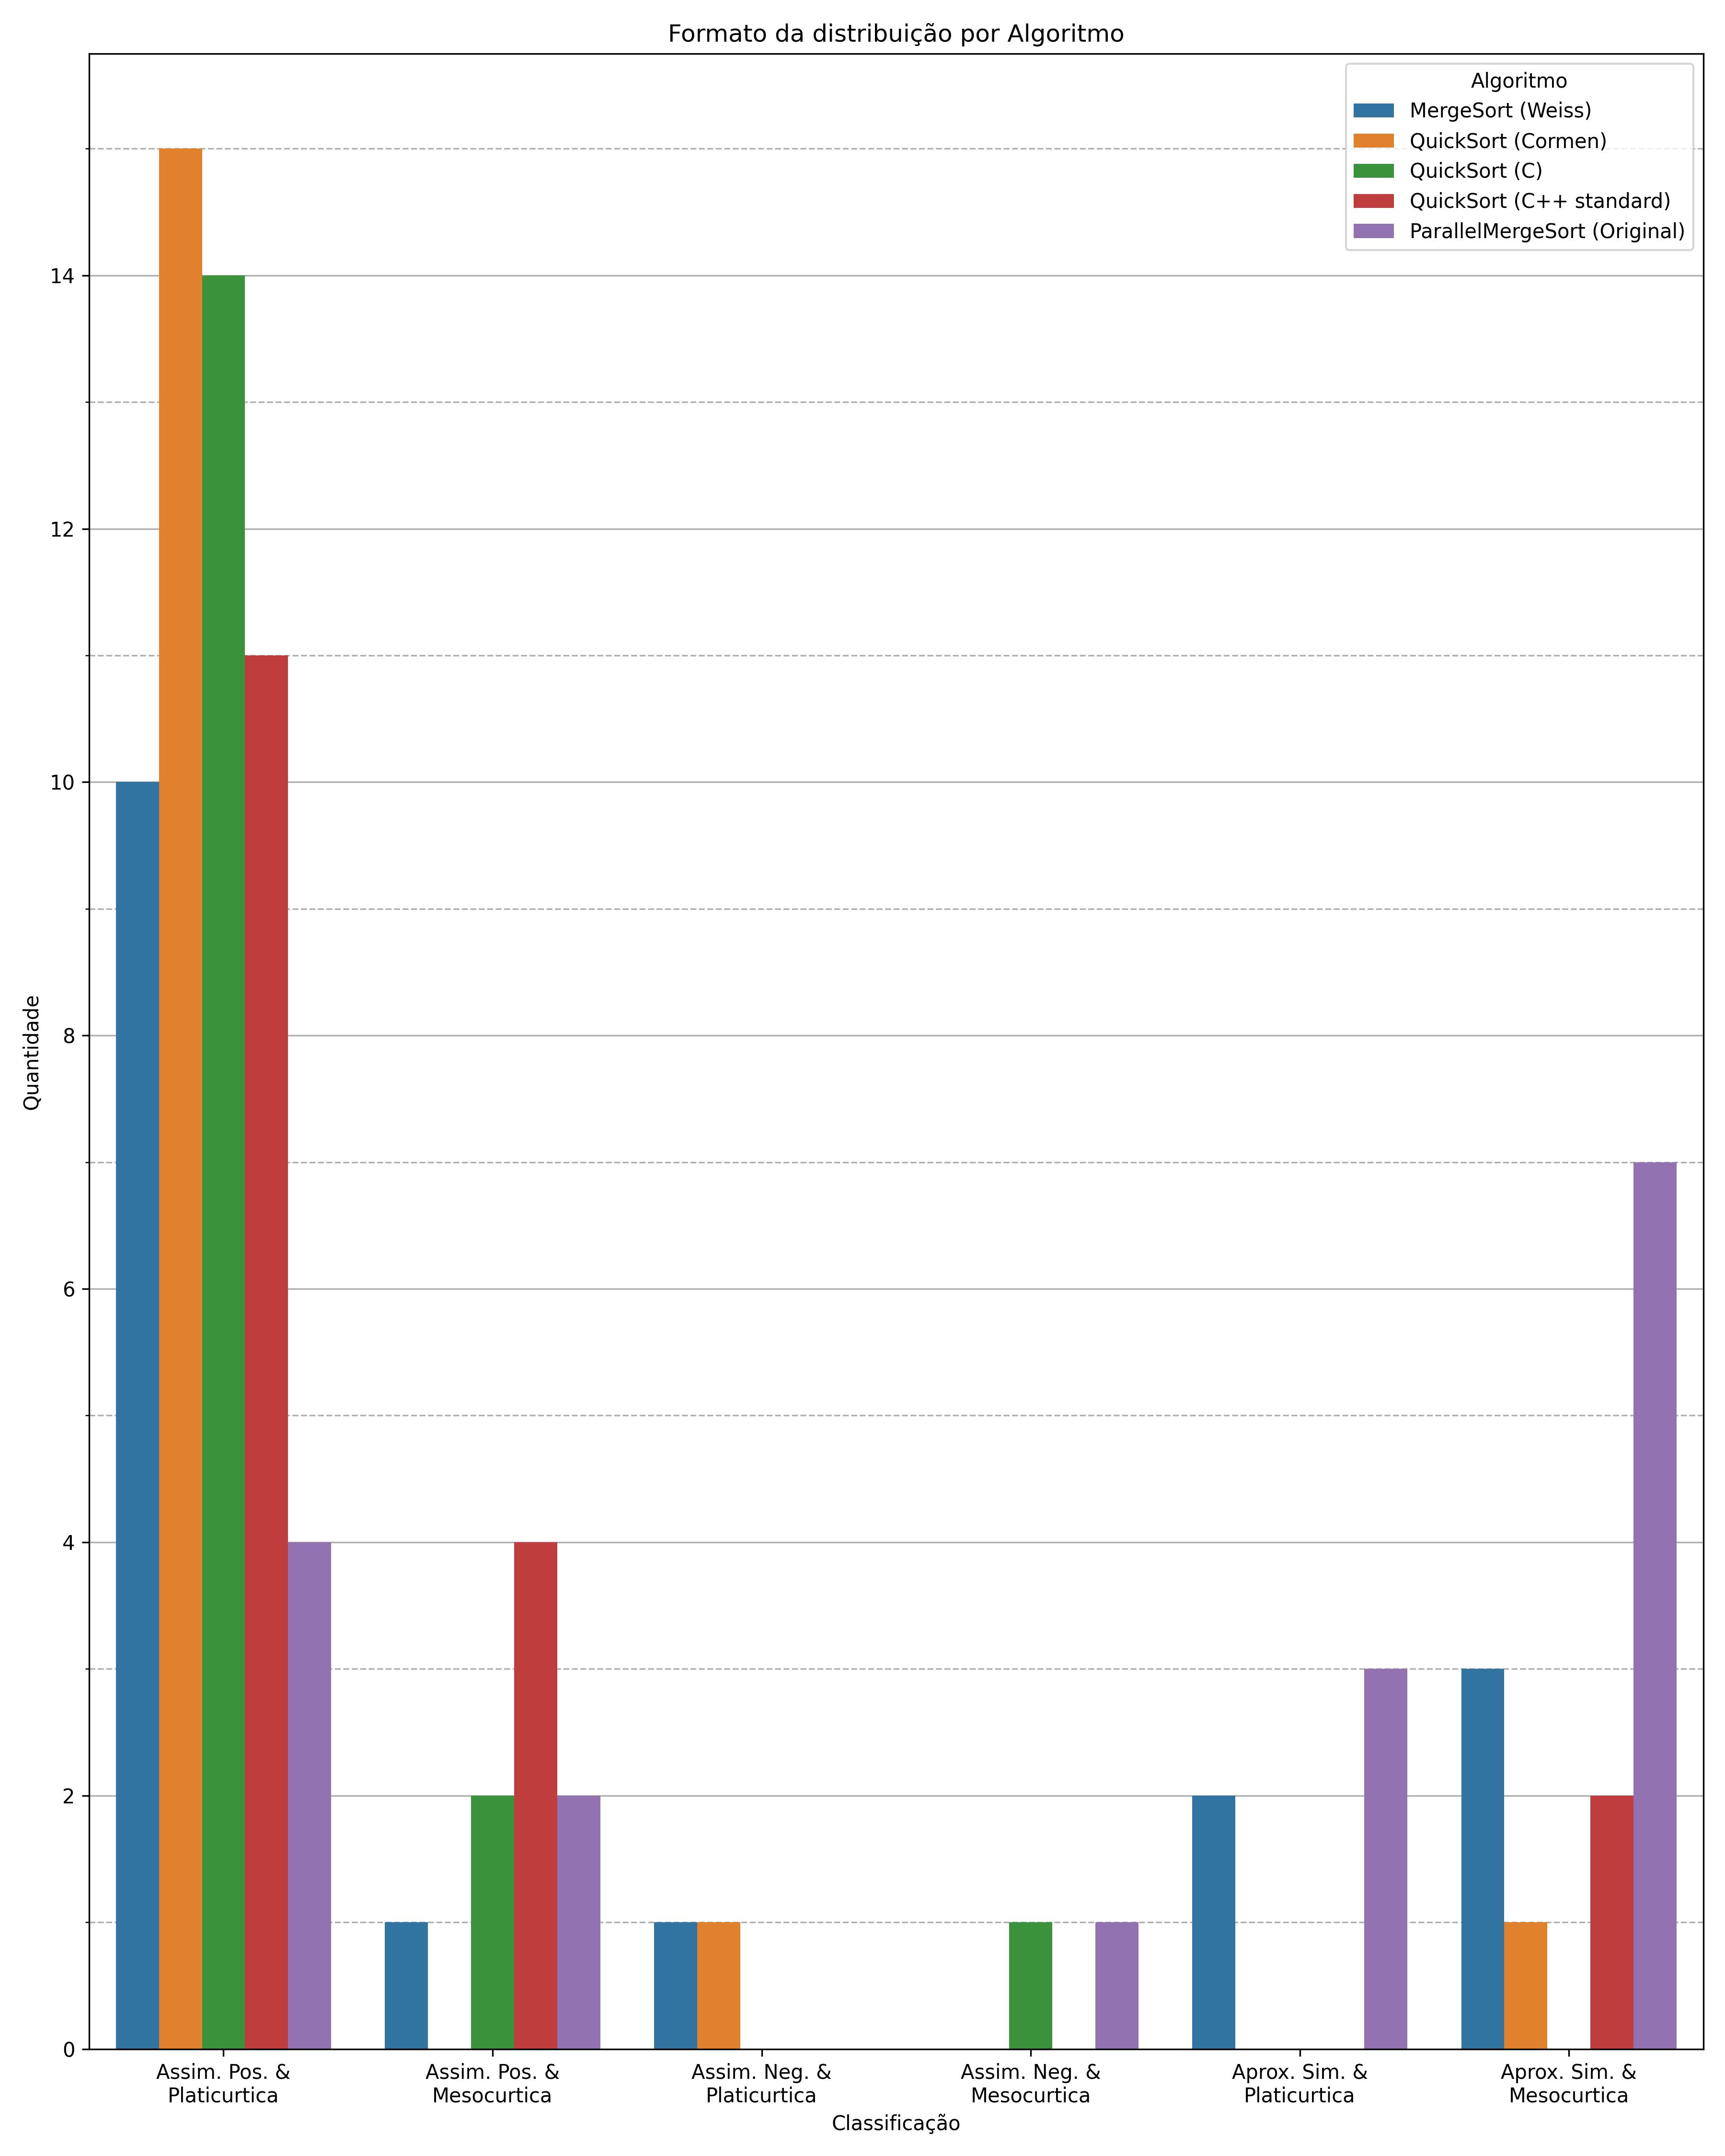 Formato da distribuição por Algoritmo
Algoritmo
MergeSort (Weiss)
QuickSort (Cormen)
QuickSort (C)
QuickSort (C++ standard)
ParallelMergeSort (Original)
Quantidade
14
12
10
8
6
4
2
0
Assim. Pos. &
Platicurtica
Assim. Pos. &
Mesocurtica
Assim. Neg. &
Platicurtica
Assim. Neg. &
Mesocurtica
Aprox. Sim. &
Platicurtica
Aprox. Sim. &
Mesocurtica
Classificação